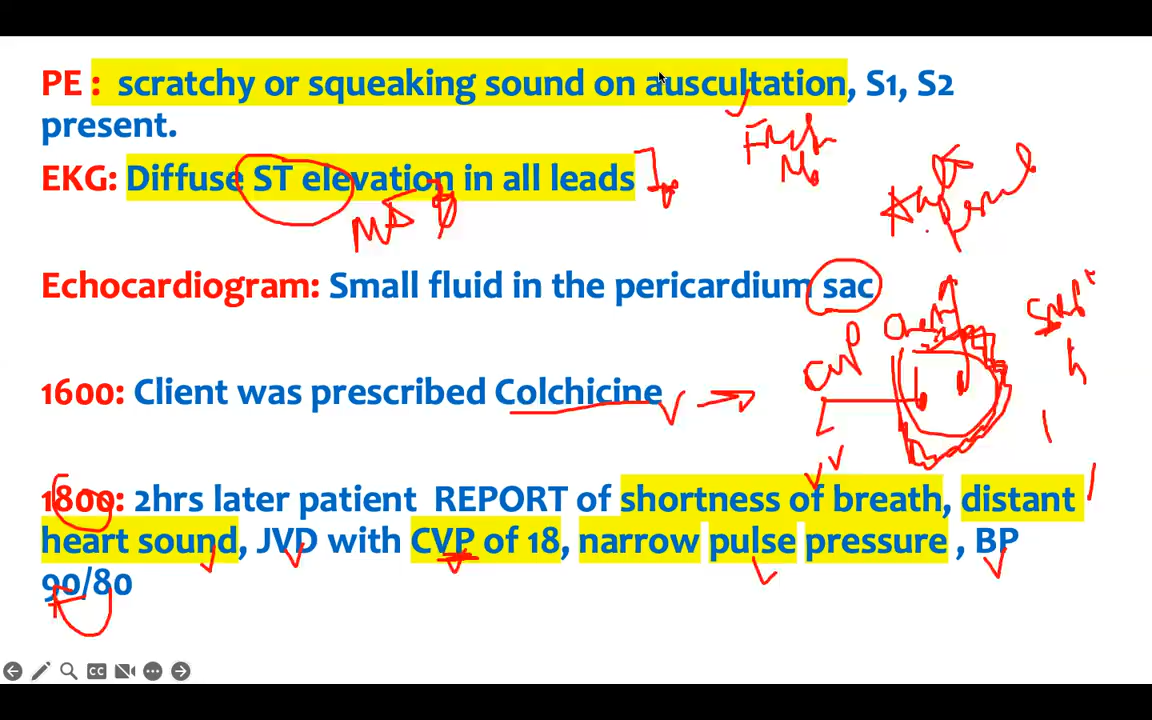 PE : scratchy or squeaking sound on auscultation, S1, S2
present.
EKG: Diffuse ST elevation in all leads
Echocardiogram: Small fluid in the pericardium sac
CVP
1600: Client was prescribed Colchicine
1800: 2hrs later patient REPORT of shortness of breath, distant
heart sound, JVD with CVP of 18, narrow pulse pressure , BP
90/80
CC